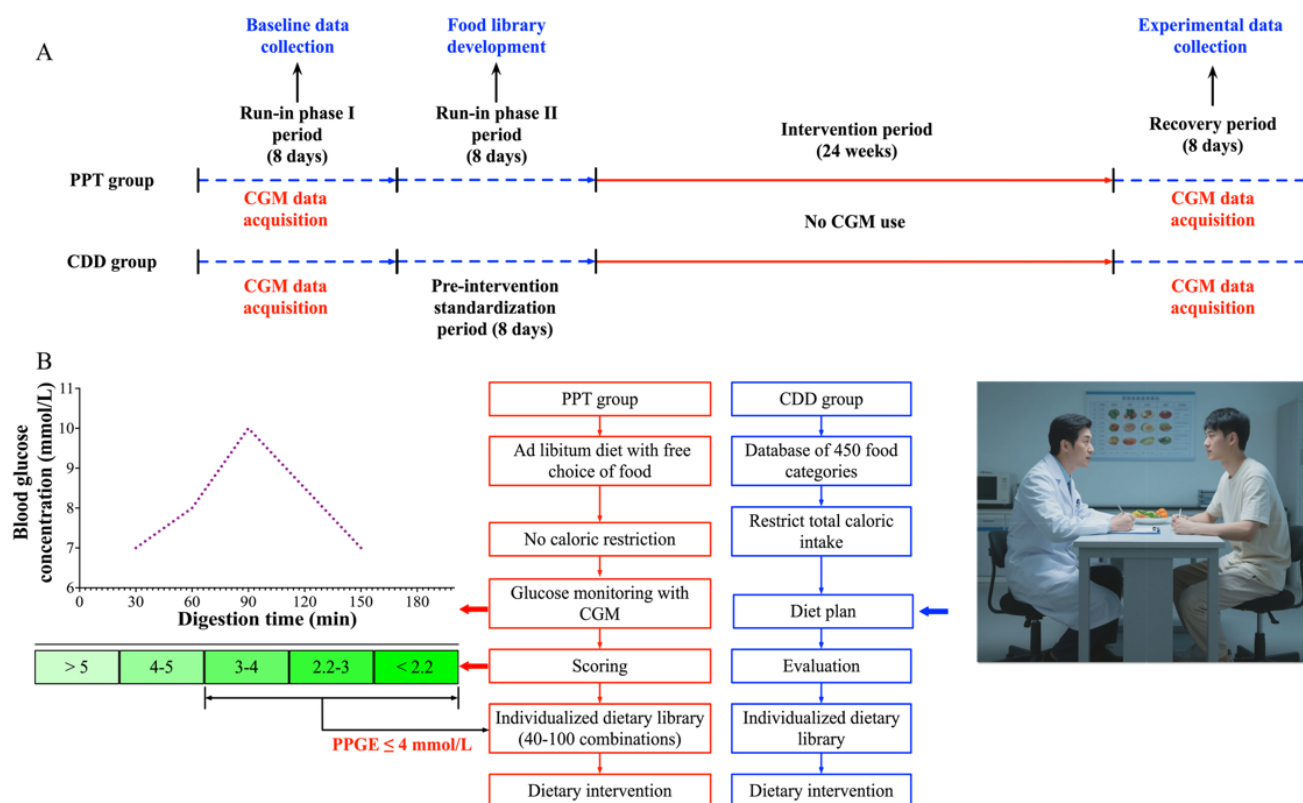 A
Baseline data
collection
Food library
development
Experimental data
collection
Run-in phase I
period
(8 days)
Run-in phase II
period
(8 days)
Intervention period
(24 weeks)
Recovery period
(8 days)
PPT group
CGM data
acquisition
CGM data
acquisition
No CGM use
CDD group
CGM data
acquisition
Pre-intervention
standardization
period (8 days)
CGM data
acquisition
B
Blood glucose
concentration (mmol/L)
11
10
9
8
7
6
0
30
60
90
120
150
180
Digestion time (min)
> 5
4-5
3-4
2.2-3
< 2.2
PPGE ≤ 4 mmol/L
PPT group
Ad libitum diet with free
choice of food
No caloric restriction
Glucose monitoring with
CGM
Scoring
Individualized dietary library
(40-100 combinations)
Dietary intervention
CDD group
Database of 450 food
categories
Restrict total caloric
intake
Diet plan
Evaluation
Individualized dietary
library
Dietary intervention